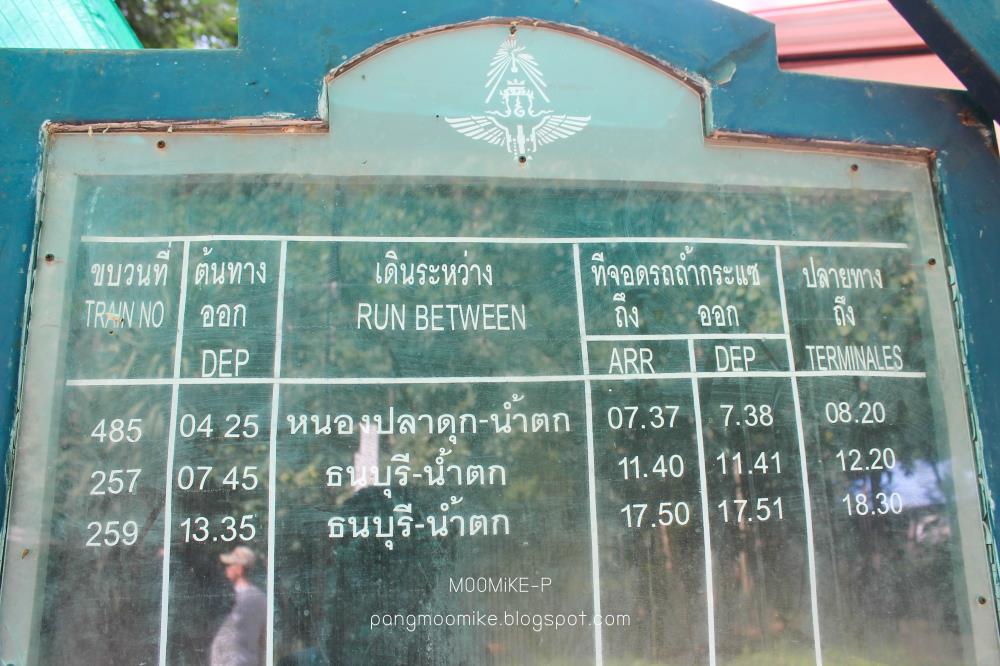 ขบวนที่ ต้นทาง เดินระหว่าง ที่จอดรถถ้ำกระแซ ปลายทาง
TRAIN NO ออก RUN BETWEEN ถึง ออก ถึง
DEP ARR DEP TERMINALES
485 04 25 หนองปลาดุก-น้ำตก 07.37 7.38 08.20
257 07 45 ธนบุรี-น้ำตก 11.40 11.41 12.20
259 13.35 ธนบุรี-น้ำตก 17.50 17.51 18.30
MOOMiKE-P
pangmoomike.blogspot.com